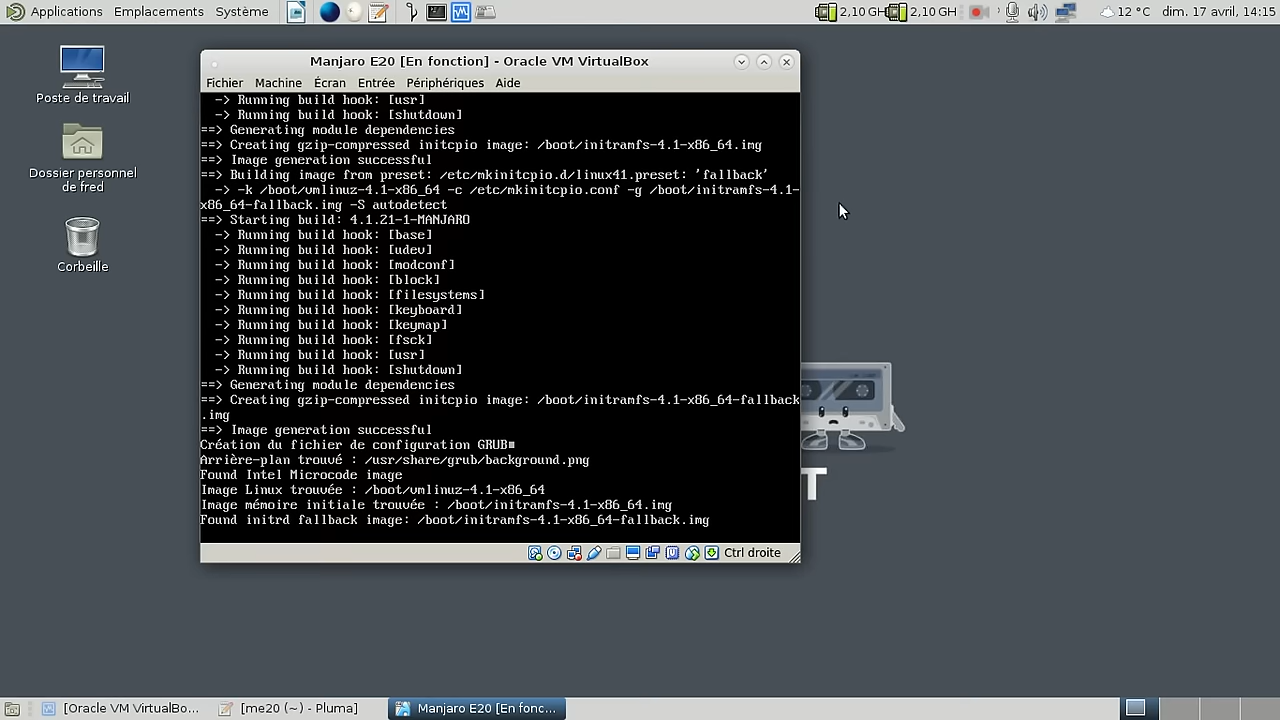 Applications Emplacements Système 2,10 GH 2,10 GH 12 °C dim. 17 avril, 14:15
Poste de travail
Dossier personnel
de fred
Corbeille
Manjaro E20 [En fonction] - Oracle VM VirtualBox
Fichier Machine Écran Entrée Périphériques Aide
-> Running build hook: [usr]
-> Running build hook: [shutdown]
==> Generating module dependencies
==> Creating gzip-compressed initcpio image: /boot/initramfs-4.1-x86_64.img
==> Image generation successful
==> Building image from preset: /etc/mkinitcpio.d/linux41.preset: 'fallback'
-> -k /boot/vmlinuz-4.1-x86_64 -c /etc/mkinitcpio.conf -g /boot/initramfs-4.1-
x86_64-fallback.img -S autodetect
==> Starting build: 4.1.21-1-MANJARO
-> Running build hook: [base]
-> Running build hook: [udev]
-> Running build hook: [modconf]
-> Running build hook: [block]
-> Running build hook: [filesystems]
-> Running build hook: [keyboard]
-> Running build hook: [keymap]
-> Running build hook: [fsck]
-> Running build hook: [usr]
-> Running build hook: [shutdown]
==> Generating module dependencies
==> Creating gzip-compressed initcpio image: /boot/initramfs-4.1-x86_64-fallback
.img
==> Image generation successful
Création du fichier de configuration GRUB■
Arrière-plan trouvé : /usr/share/grub/background.png
Found Intel Microcode image
Image Linux trouvée : /boot/vmlinuz-4.1-x86_64
Image mémoire initiale trouvée : /boot/initramfs-4.1-x86_64.img
Found initrd fallback image: /boot/initramfs-4.1-x86_64-fallback.img
T
Ctrl droite
[Oracle VM VirtualBo... [me20 (~) - Pluma] Manjaro E20 [En fonc...